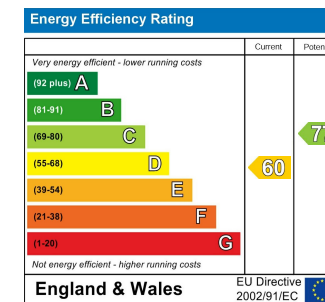 Energy Efficiency Rating
Current
Very energy efficient - lower running costs
(92 plus) A
(81-91) B
(69-80) C
(55-68) D
60
(39-54) E
(21-38) F
(1-20) G
Not energy efficient - higher running costs
England & Wales
EU Directive
2002/91/EC